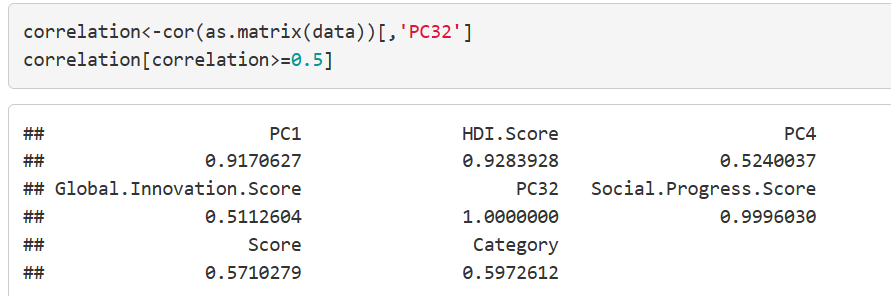 correlation<-cor(as.matrix(data))[,'PC32']
correlation[correlation>=0.5]
##                     PC1               HDI.Score                     PC4
##               0.9170627               0.9283928               0.5240037
## Global.Innovation.Score                    PC32   Social.Progress.Score
##               0.5112604               1.0000000               0.9996030
##                   Score                Category
##               0.5710279               0.5972612